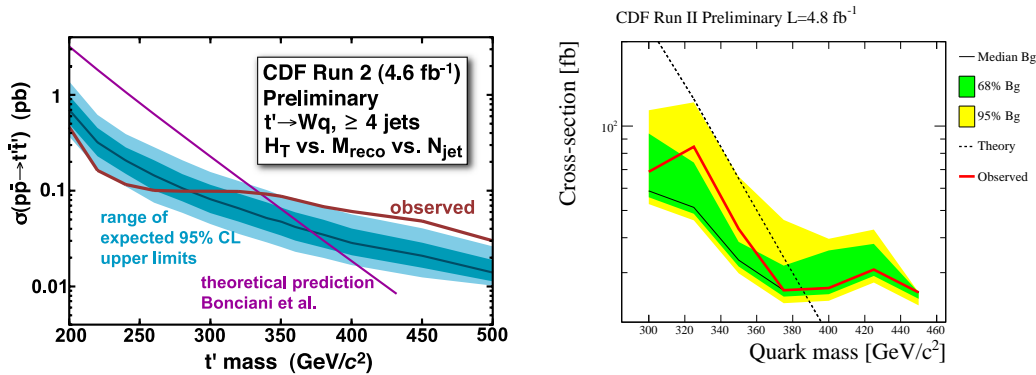 CDF Run 2 (4.6 fb⁻¹)
Preliminary
t'→Wq, ≥ 4 jets
H_T vs. M_reco vs. N_jet
observed
range of
expected 95% CL
upper limits
theoretical prediction
Bonciani et al.
σ(pp̄→t't̄') (pb)
1
0.1
0.01
200 250 300 350 400 450 500
t' mass (GeV/c²)
CDF Run II Preliminary L=4.8 fb⁻¹
Cross-section [fb]
10²
300 320 340 360 380 400 420 440 460
Quark mass [GeV/c²]
Median Bg
68% Bg
95% Bg
Theory
Observed